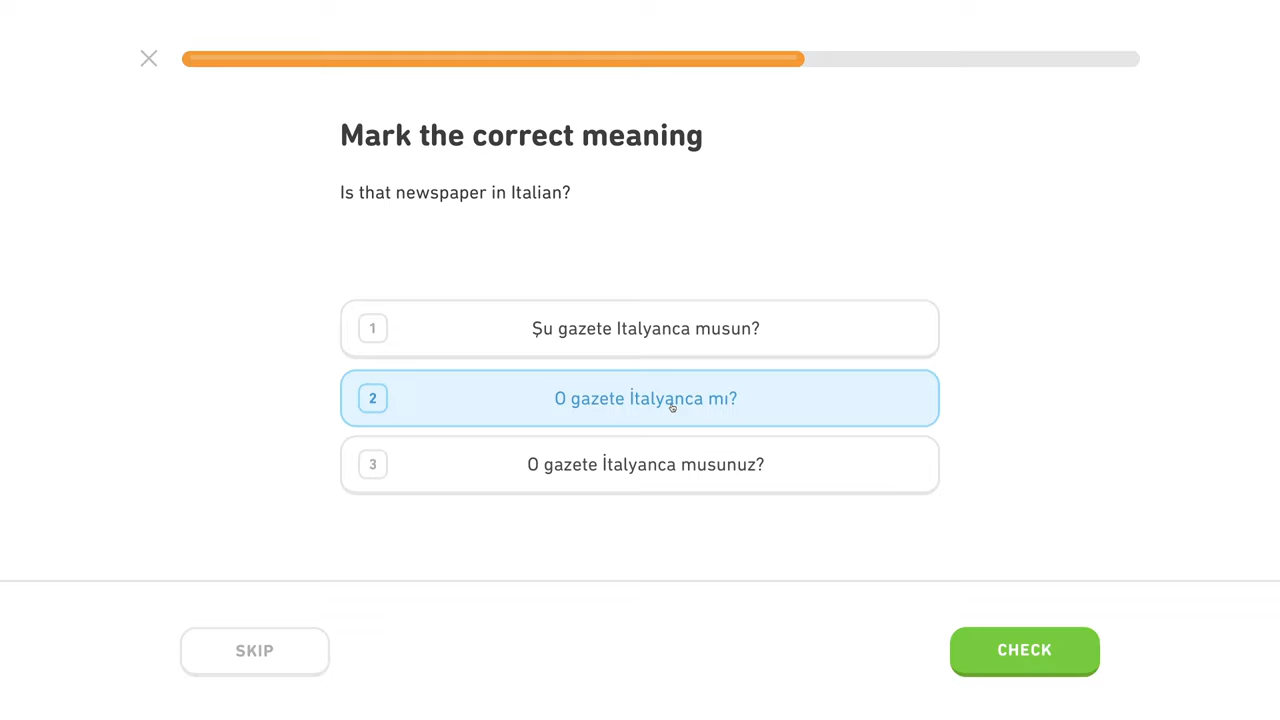 Mark the correct meaning
Is that newspaper in Italian?
1 Şu gazete Italyanca musun?
2 O gazete İtalyanca mı?
3 O gazete İtalyanca musunuz?
SKIP
CHECK